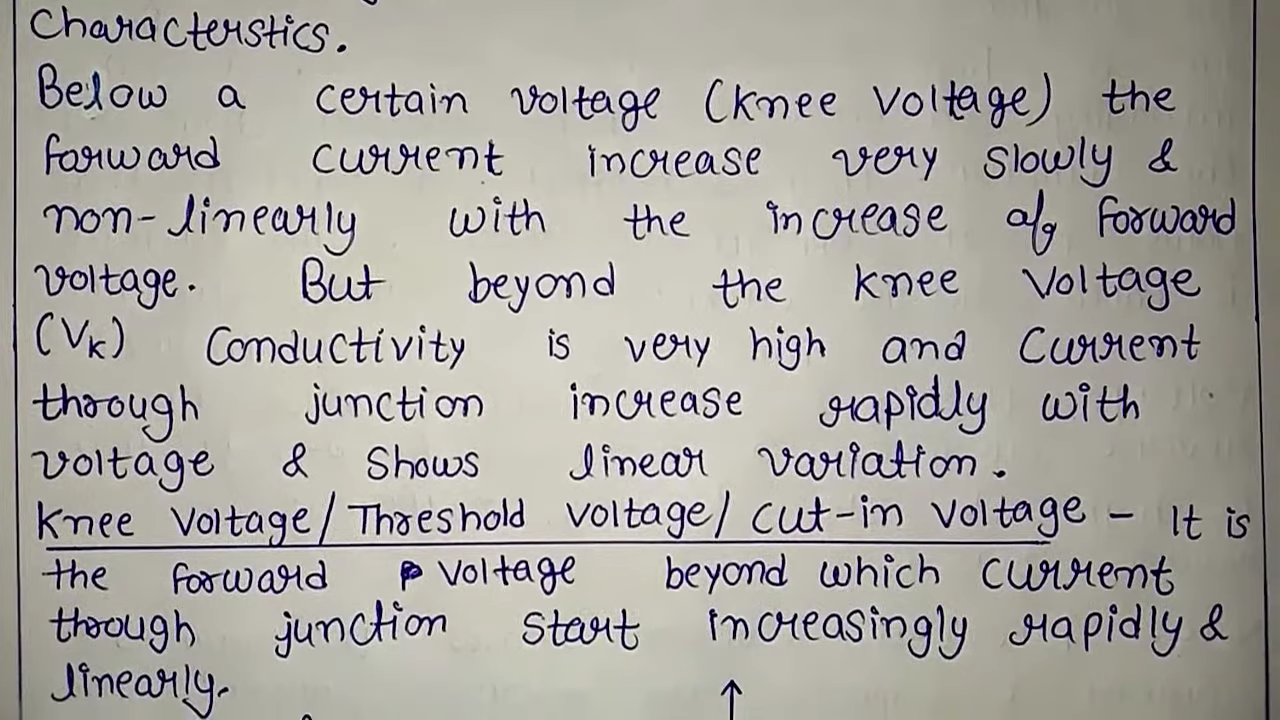 Characterstics.
Below a certain voltage (knee voltage) the
forward current increase very slowly &
non-linearly with the increase of forward
voltage. But beyond the knee voltage
(VK) Conductivity is very high and Current
through junction increase rapidly with
voltage & shows linear variation.
Knee voltage/Threshold voltage/cut-in voltage - It is
the forward voltage beyond which current
through junction start increasingly rapidly &
linearly.